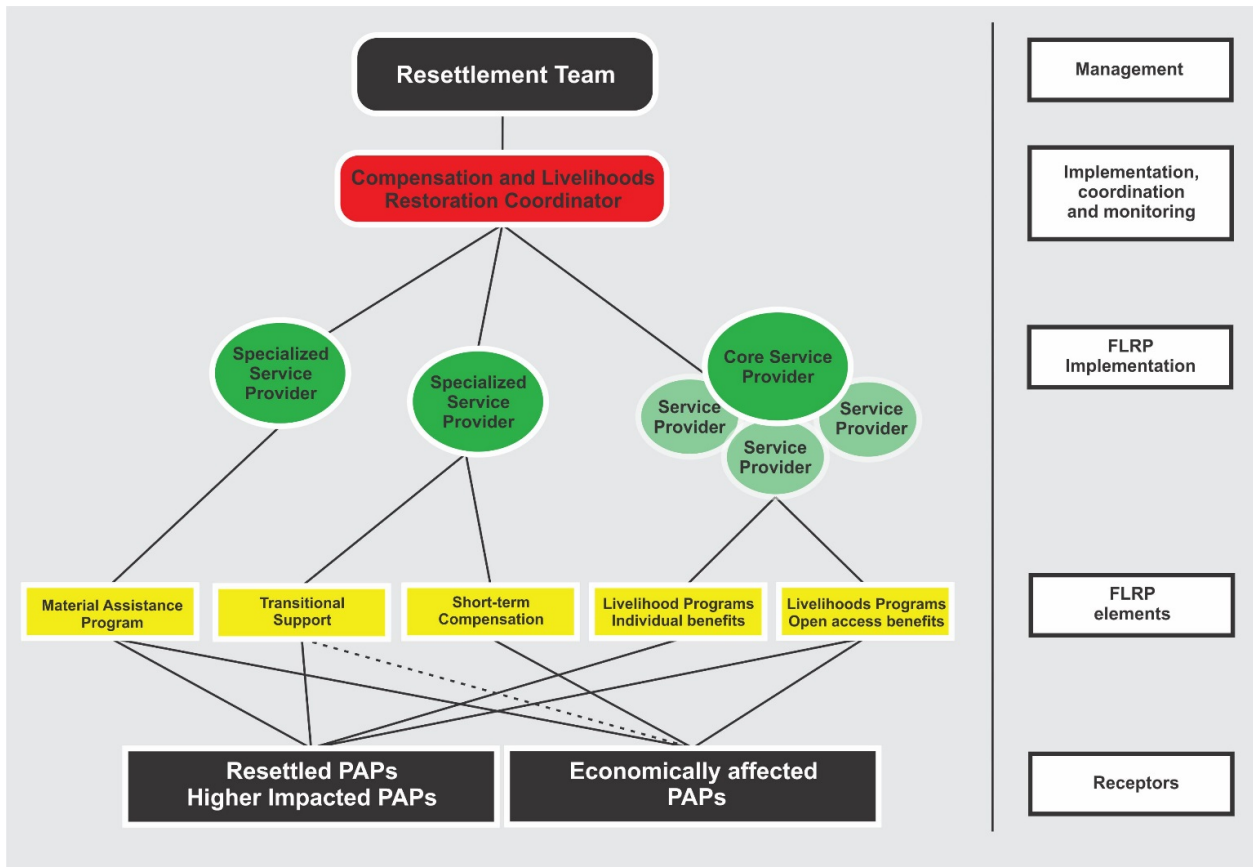 Resettlement Team
Management
Compensation and Livelihoods
Restoration Coordinator
Implementation,
coordination
and monitoring
Specialized
Service
Provider
Specialized
Service
Provider
Core Service
Provider
Service
Provider
Service
Provider
Service
Provider
FLRP
Implementation
Material Assistance
Program
Transitional
Support
Short-term
Compensation
Livelihood Programs
Individual benefits
Livelihoods Programs
Open access benefits
FLRP
elements
Resettled PAPs
Higher Impacted PAPs
Economically affected
PAPs
Receptors